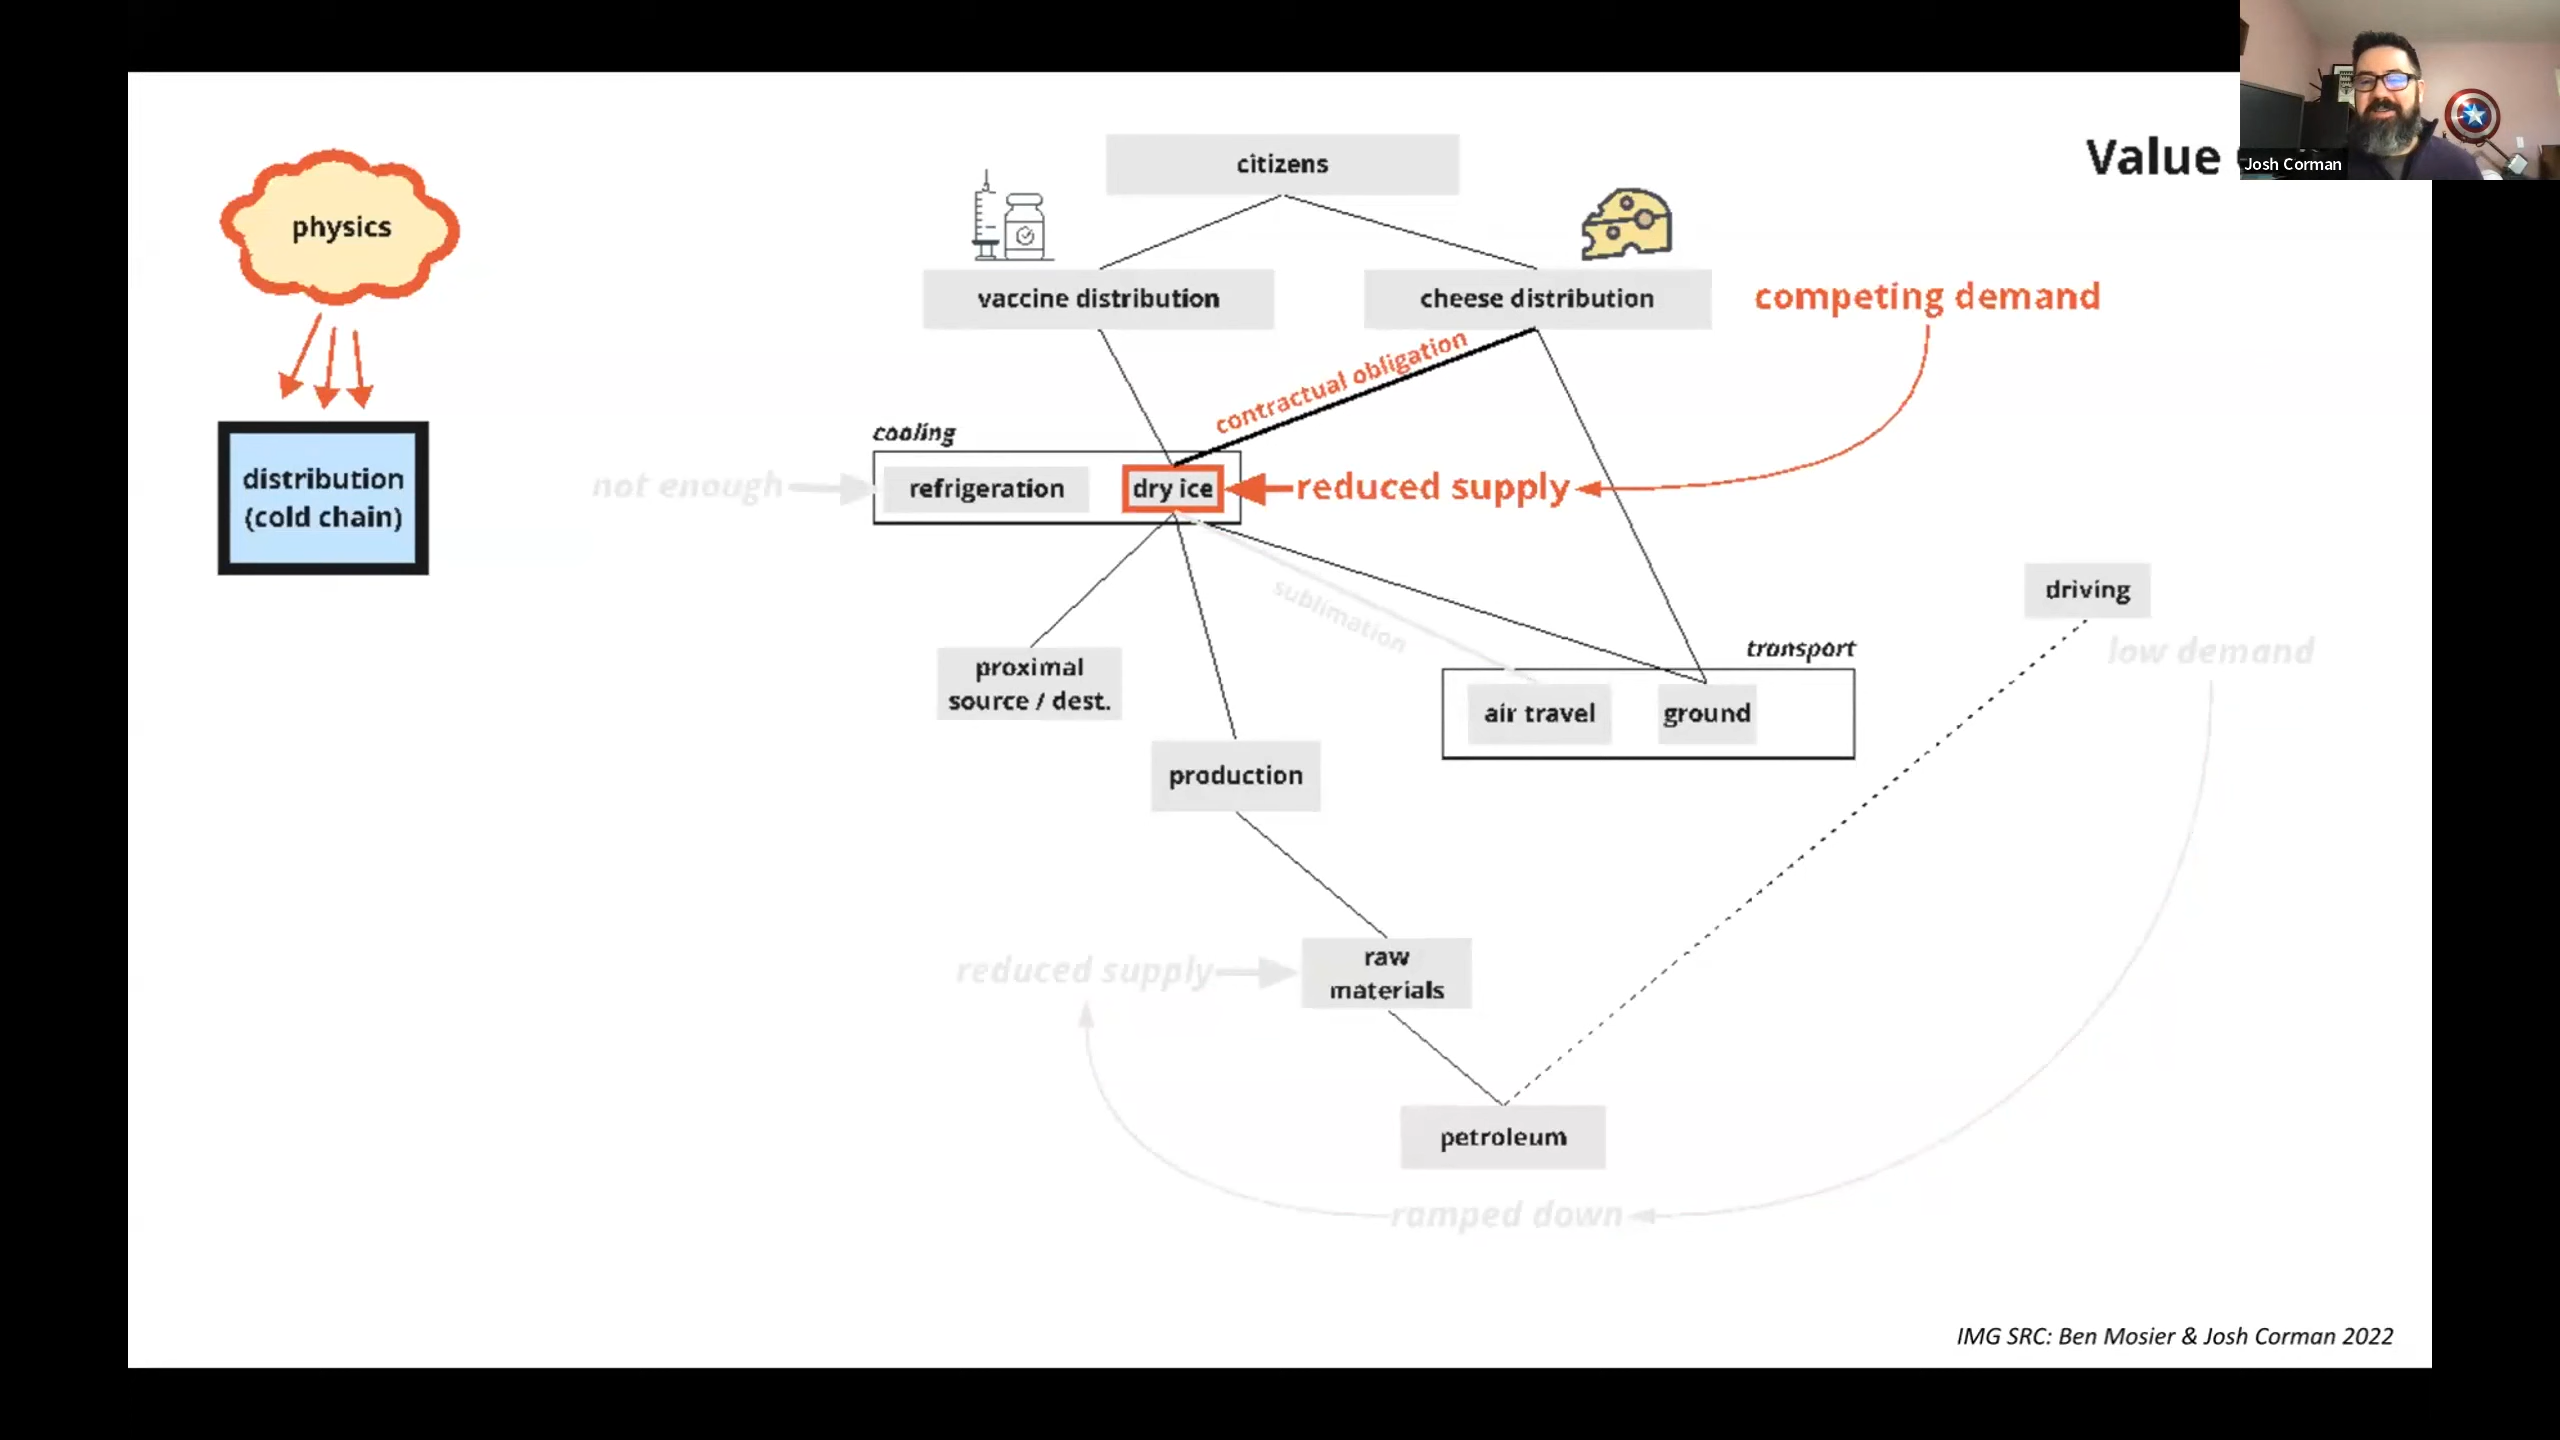 Josh Corman
Value
physics
citizens
vaccine distribution
cheese distribution
competing demand
contractual obligation
cooling
distribution
(cold chain)
not enough
refrigeration
dry ice
reduced supply
sublimation
driving
low demand
transport
proximal
source / dest.
air travel
ground
production
reduced supply
raw
materials
petroleum
ramped down
IMG SRC: Ben Mosier & Josh Corman 2022